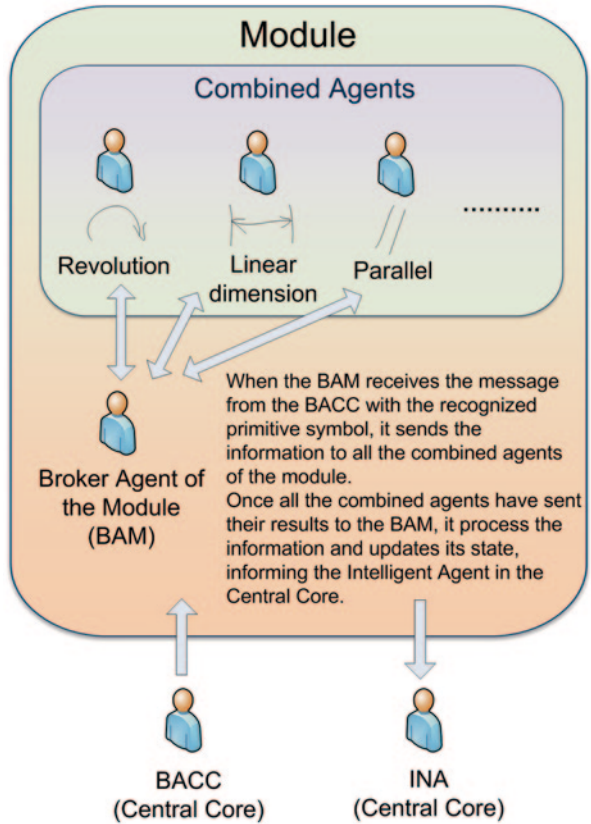 Module
Combined Agents
..........
Revolution
Linear
dimension
Parallel
When the BAM receives the message
from the BACC with the recognized
primitive symbol, it sends the
information to all the combined agents
of the module.
Once all the combined agents have sent
their results to the BAM, it process the
information and updates its state,
informing the Intelligent Agent in the
Central Core.
Broker Agent of
the Module
(BAM)
BACC
(Central Core)
INA
(Central Core)